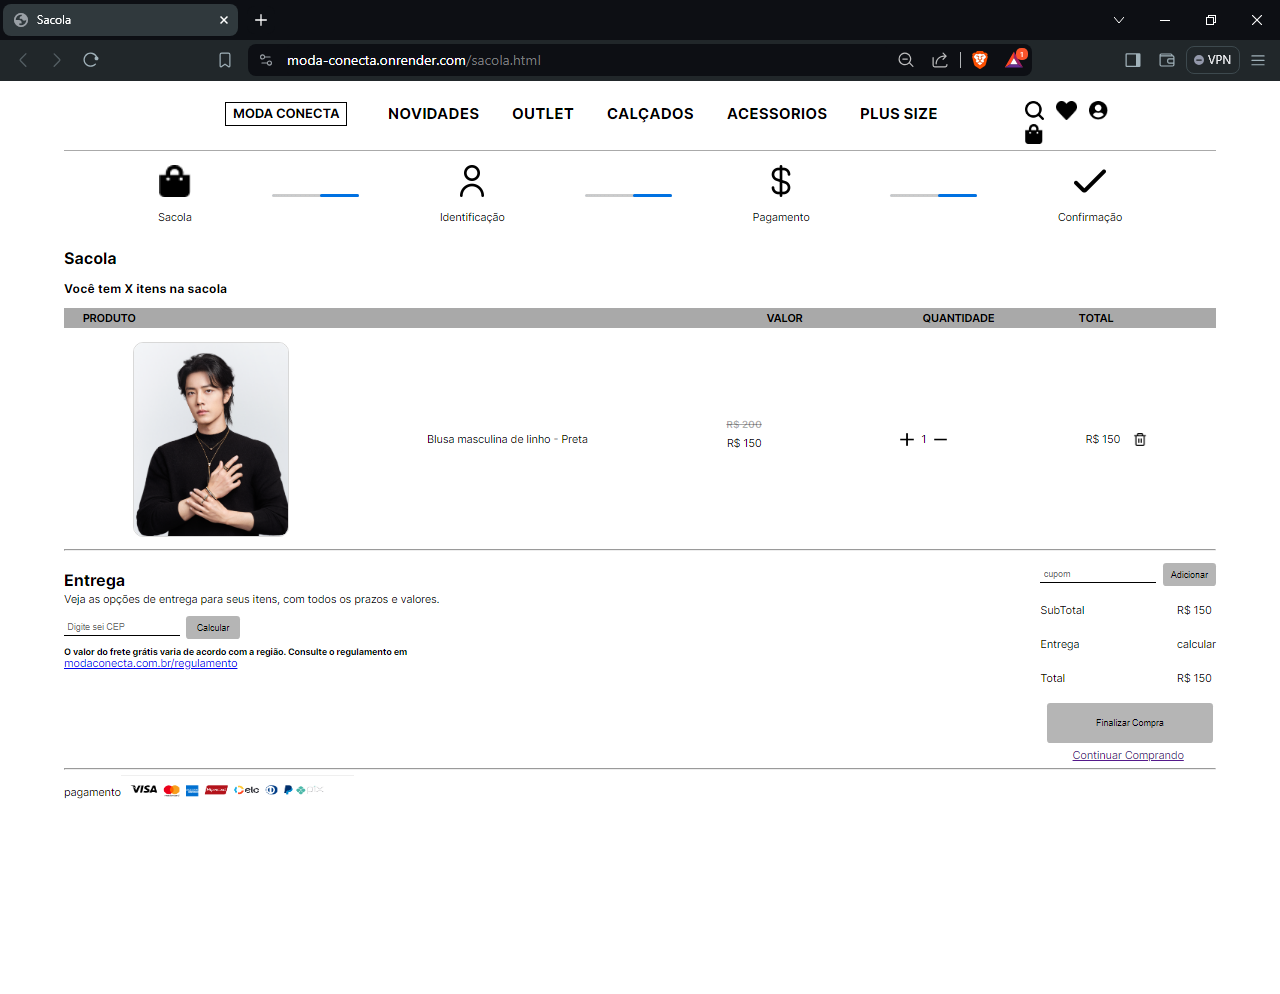 Sacola
moda-conecta.onrender.com/sacola.html
1
VPN
MODA CONECTA
NOVIDADES
OUTLET
CALÇADOS
ACESSORIOS
PLUS SIZE
Sacola
Identificação
Pagamento
Confirmação
Sacola
Você tem X itens na sacola
PRODUTO VALOR QUANTIDADE TOTAL
R$ 200
Blusa masculina de linho - Preta
R$ 150
1
R$ 150
Entrega
Veja as opções de entrega para seus itens, com todos os prazos e valores.
Digite sei CEP
Calcular
O valor do frete grátis varia de acordo com a região. Consulte o regulamento em
modaconecta.com.br/regulamento
cupom
Adicionar
SubTotal R$ 150
Entrega calcular
Total R$ 150
Finalizar Compra
Continuar Comprando
pagamento
VISA
elo
pix